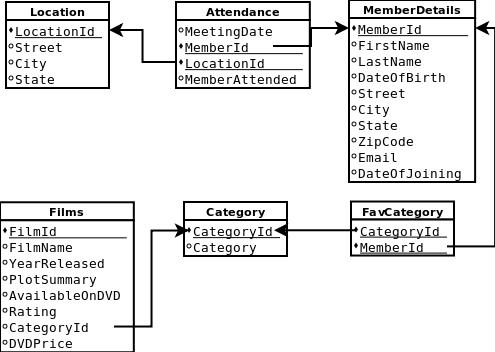 Location
LocationId
Street
City
State
Attendance
MeetingDate
MemberId
LocationId
MemberAttended
MemberDetails
MemberId
FirstName
LastName
DateOfBirth
Street
City
State
ZipCode
Email
DateOfJoining
Films
FilmId
FilmName
YearReleased
PlotSummary
AvailableOnDVD
Rating
CategoryId
DVDPrice
Category
CategoryId
Category
FavCategory
CategoryId
MemberId